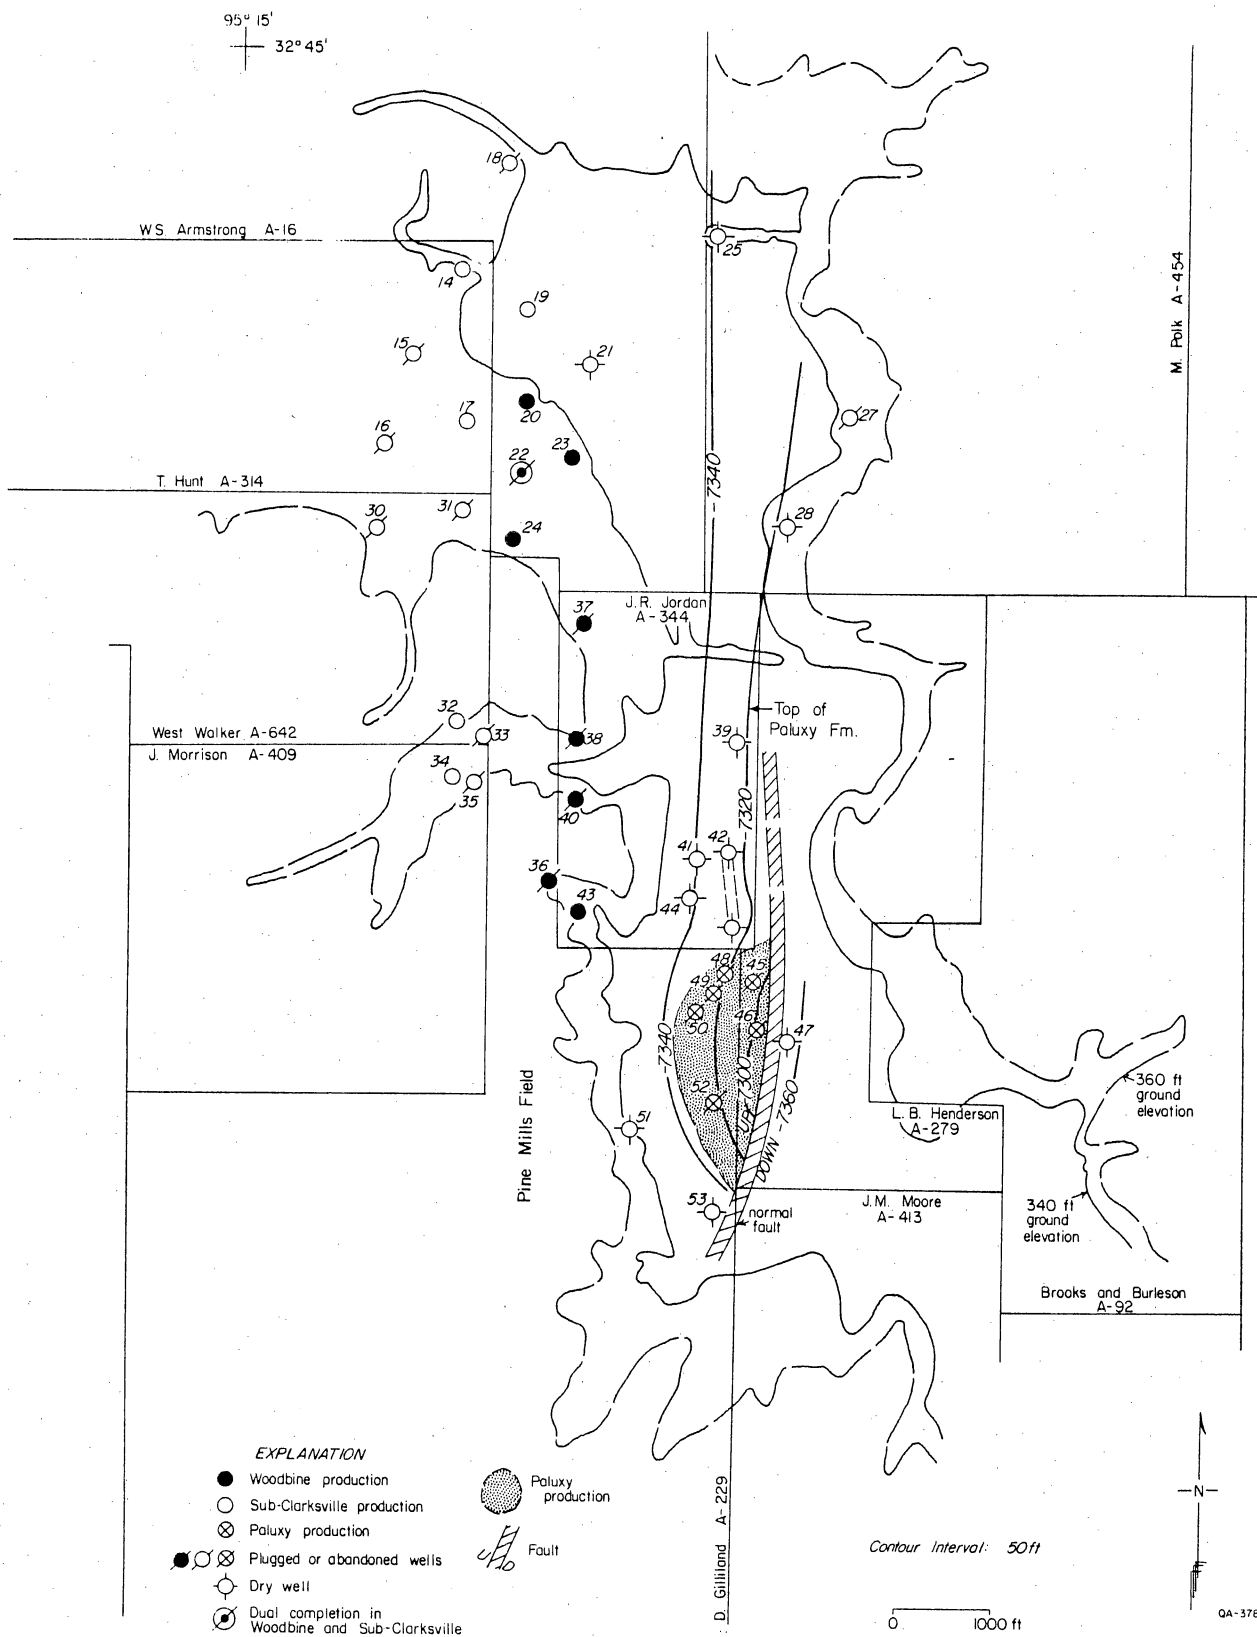 95° 15'
32° 45'
18
W.S. Armstrong A-16
25
14
19
M. Polk A-454
15
21
20
27
17
16
23
22
-7340
T. Hunt A-314
30
31
24
28
37
J.R. Jordan
A-344
32
Top of
Paluxy Fm.
West Walker A-642
33
38
39
J. Morrison A-409
34
35
40
-7320
41
42
36
43
44
48
45
49
50
46
47
-7340
52
UP -7300
DOWN -7360
360 ft
ground
elevation
Pine Mills Field
51
L. B. Henderson
A-279
53
normal
fault
J.M. Moore
A-413
340 ft
ground
elevation
Brooks and Burleson
A-92
EXPLANATION
Woodbine production
Sub-Clarksville production
Paluxy production
Plugged or abandoned wells
Dry well
Dual completion in
Woodbine and Sub-Clarksville
Paluxy
production
U D
Fault
D. Gilliland A-229
Contour Interval: 50ft
N
0 1000 ft
QA-378